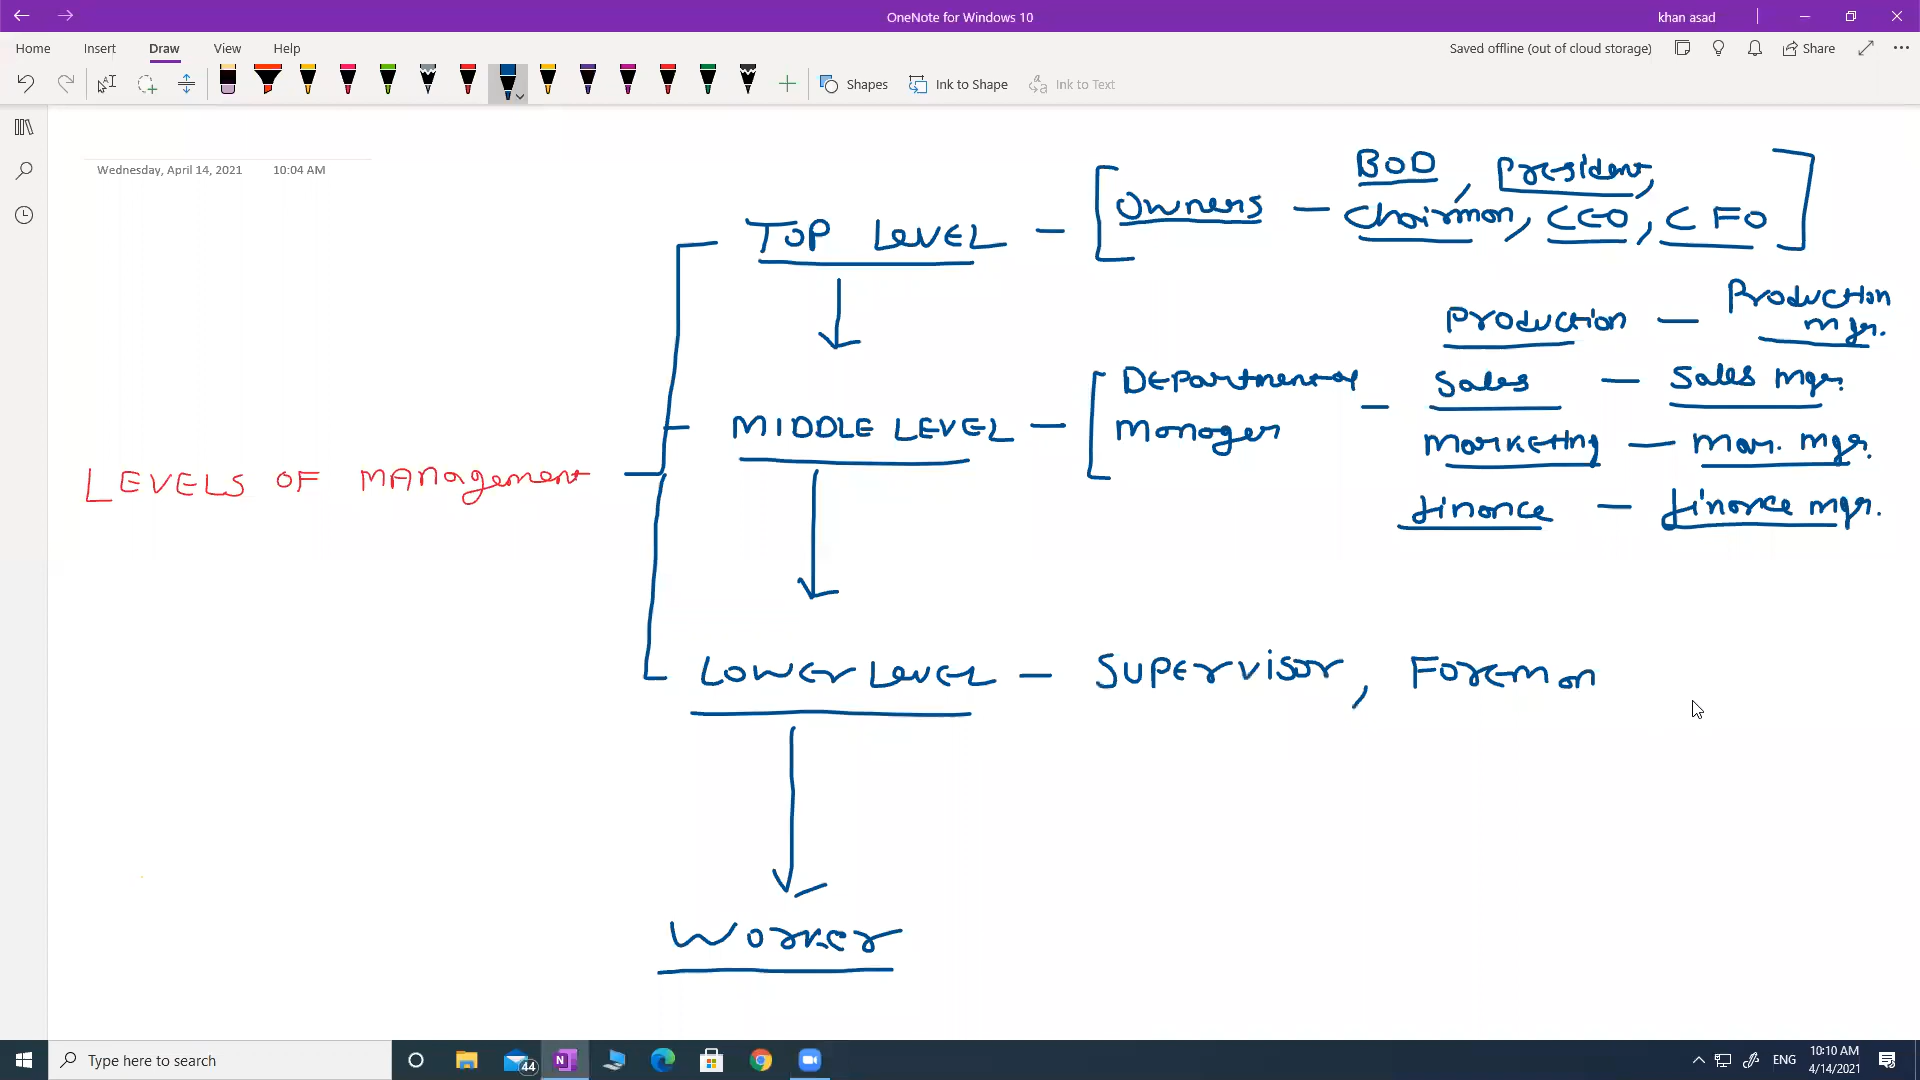 OneNote for Windows 10
khan asad
Home Insert Draw View Help
Saved offline (out of cloud storage)
Share
Shapes
Ink to Shape
Ink to Text
Wednesday, April 14, 2021 10:04 AM
LEVELS OF MANAgement
TOP LEVEL - [Owners - BOD, President,
Chairman, CEO, CFO]
MIDDLE LEVEL - [Departmental
Manager -
Production - Production
mgr.
Sales - Sales mgr.
Marketing - Mar. mgr.
finance - finance mgr.
LOWER LEVEL - SUPERVISOR, FOREMAN
WORKER
Type here to search
44
ENG
10:10 AM
4/14/2021